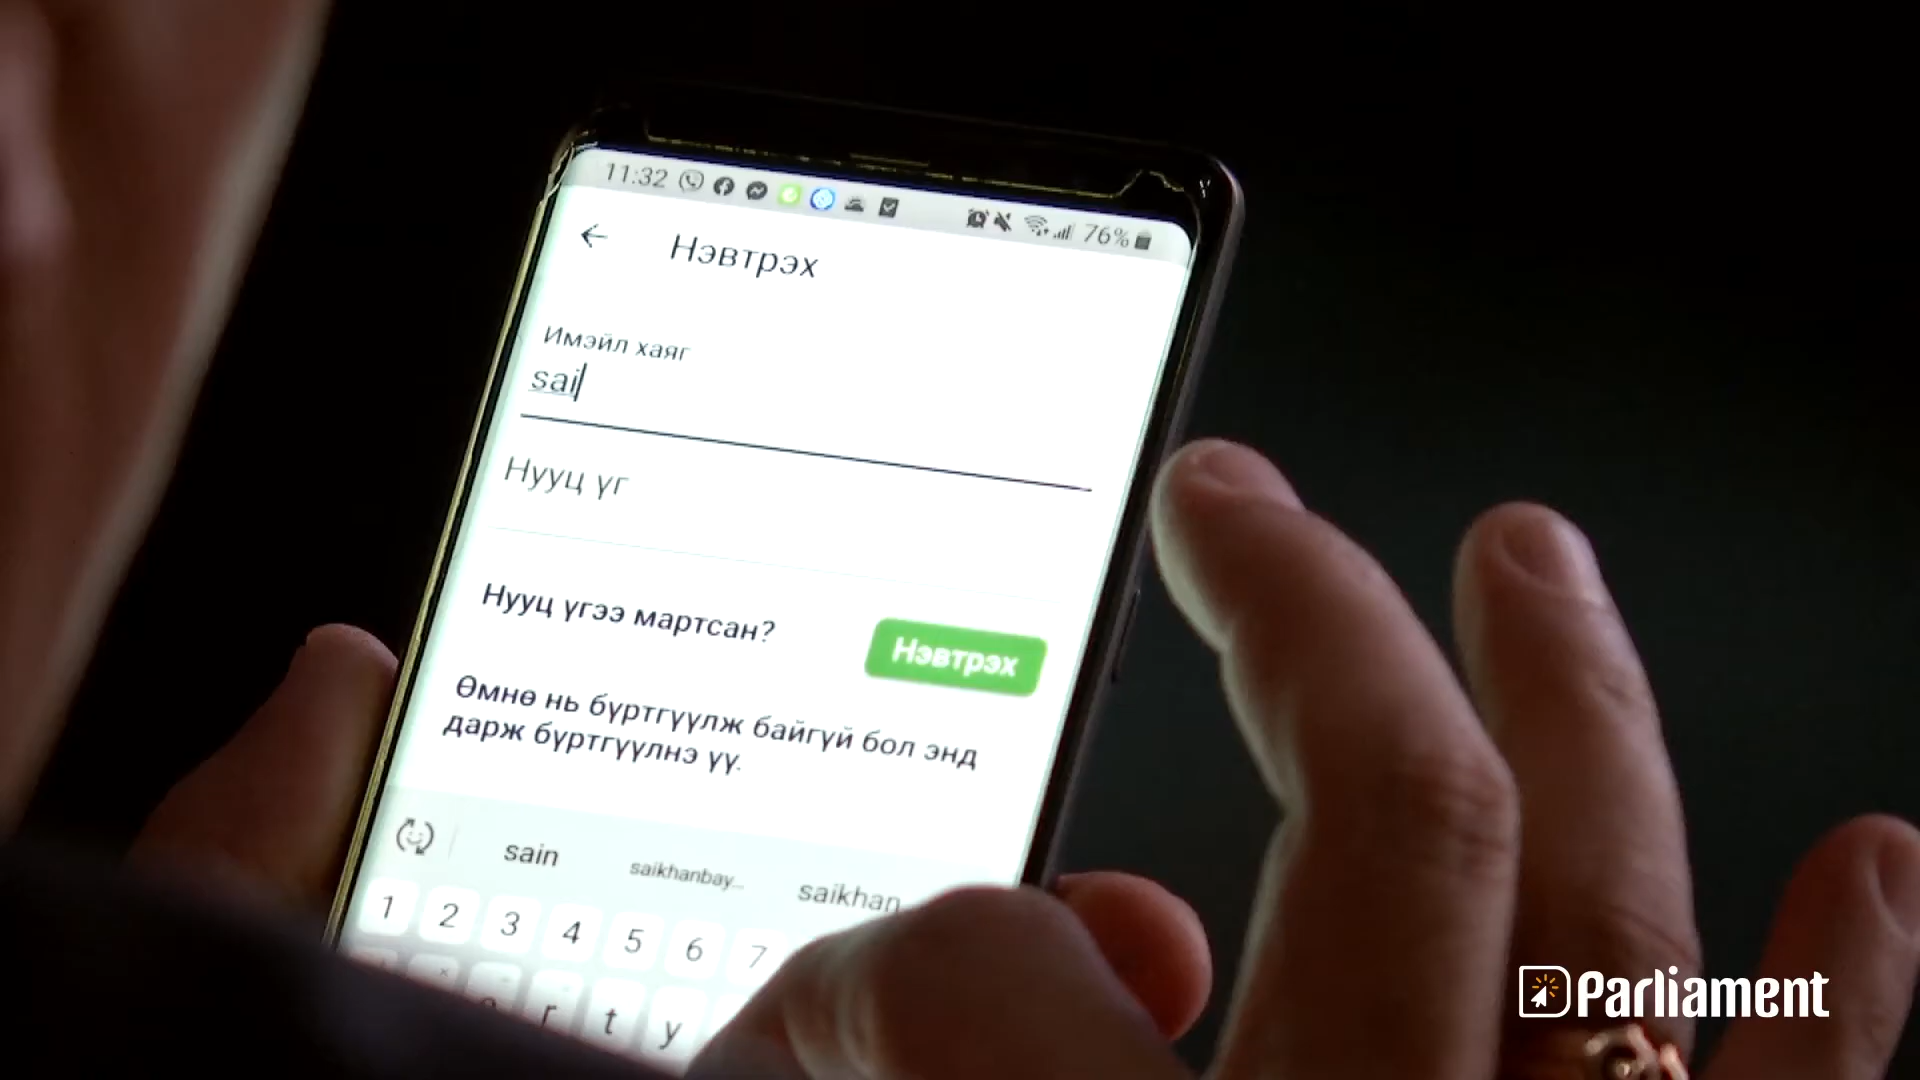 11:32
76%
Нэвтрэх
Имэйл хаяг
sai
Нууц үг
Нууц үгээ мартсан?
Нэвтрэх
Өмнө нь бүртгүүлж байгүй бол энд
дарж бүртгүүлнэ үү.
sain saikhanbay... saikhan
1 2 3 4 5 6 7
r t y
Parliament